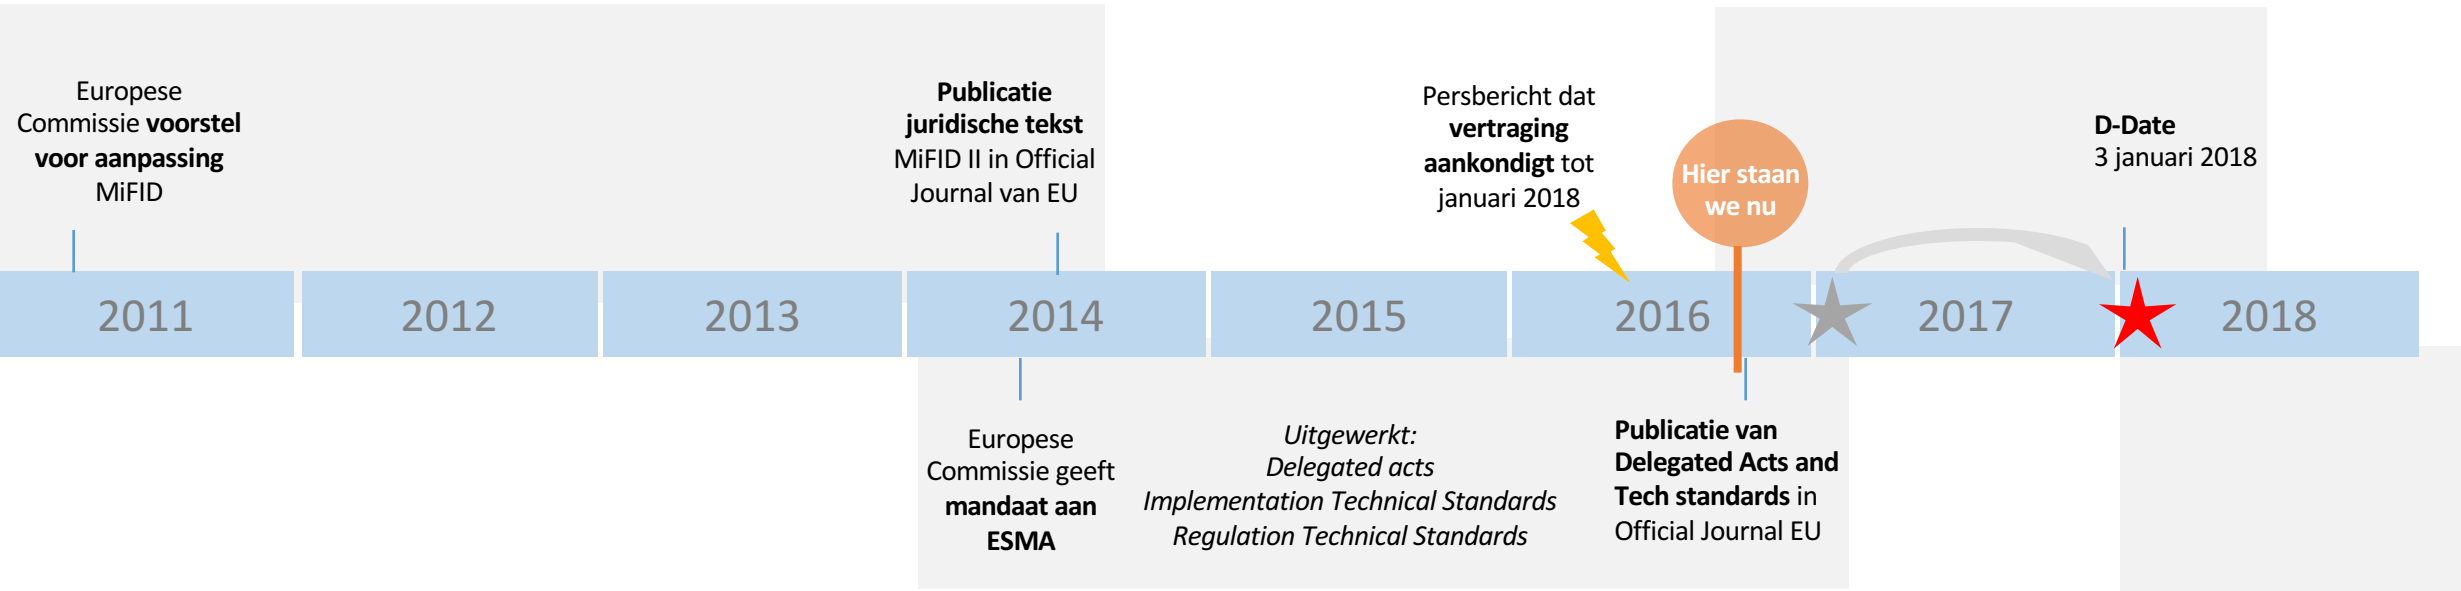 Europese
Commissie voorstel
voor aanpassing
MiFID
Publicatie
juridische tekst
MiFID II in Official
Journal van EU
Persbericht dat
vertraging
aankondigt tot
januari 2018
Hier staan
we nu
D-Date
3 januari 2018
2011
2012
2013
2014
2015
2016
2017
2018
Europese
Commissie geeft
mandaat aan
ESMA
Uitgewerkt:
Delegated acts
Implementation Technical Standards
Regulation Technical Standards
Publicatie van
Delegated Acts and
Tech standards in
Official Journal EU